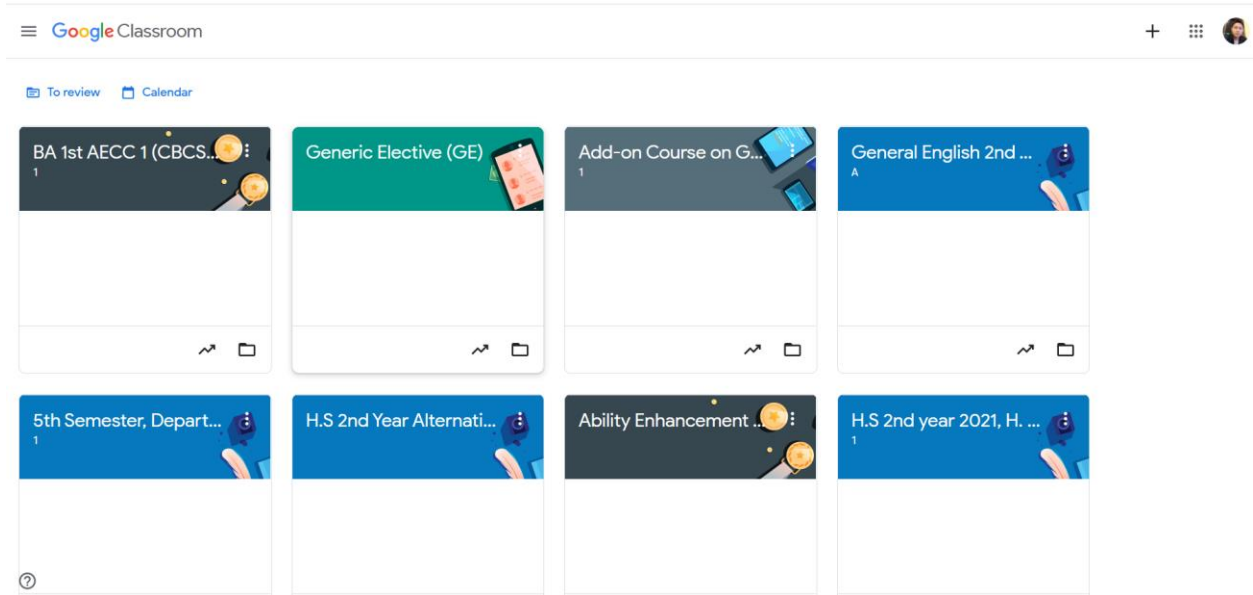 Google Classroom
To review Calendar
BA 1st AECC 1 (CBCS...
1
Generic Elective (GE)
Add-on Course on G...
1
General English 2nd ...
A
5th Semester, Depart...
1
H.S 2nd Year Alternati...
Ability Enhancement ...
H.S 2nd year 2021, H. ...
1